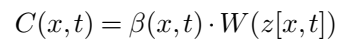 C(x,t) = β(x,t) · W(z[x,t])